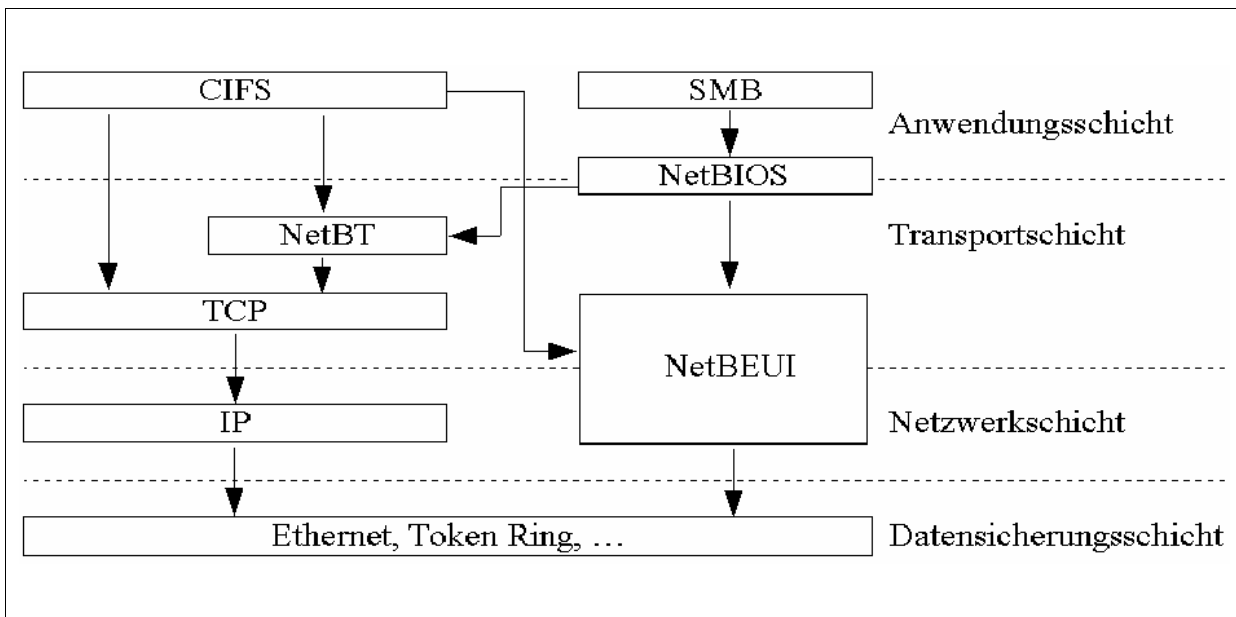 CIFS
SMB
Anwendungsschicht
NetBIOS
NetBT
Transportschicht
TCP
NetBEUI
IP
Netzwerkschicht
Ethernet, Token Ring, …
Datensicherungsschicht